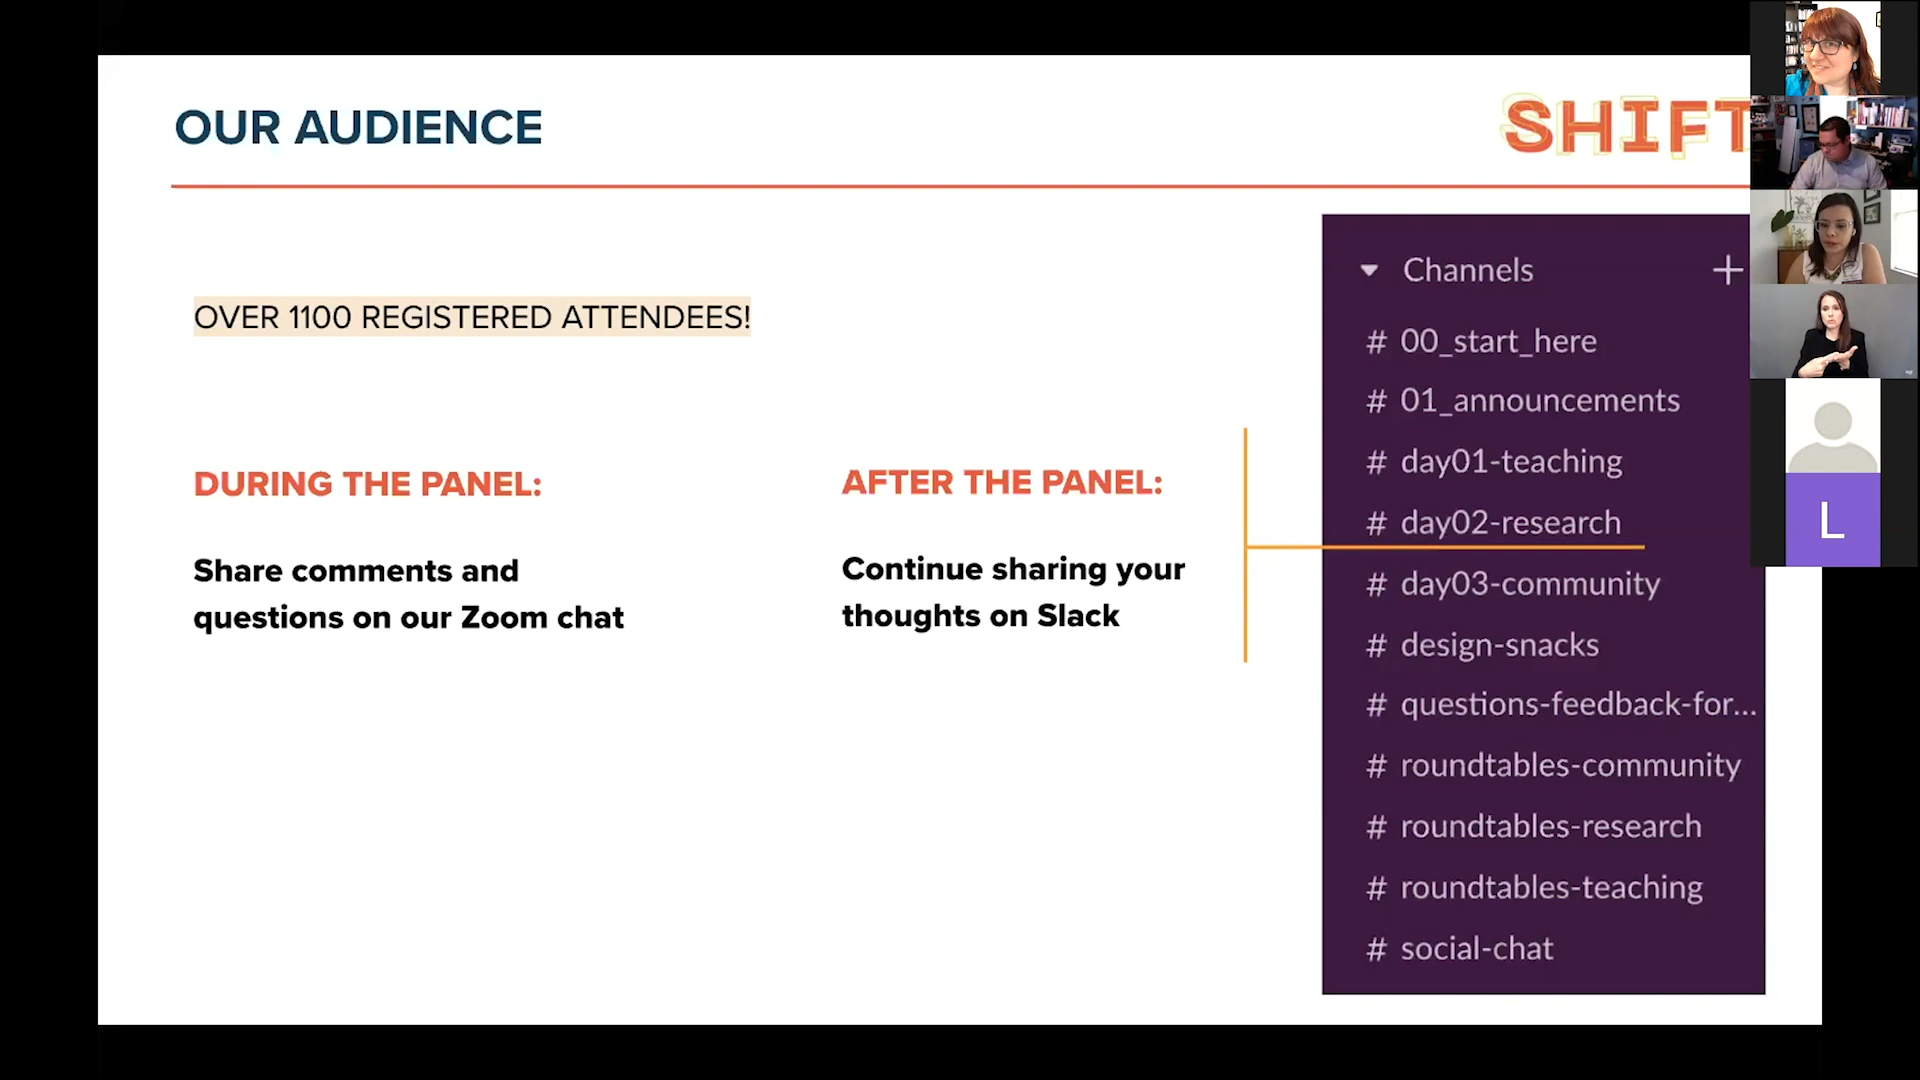 OUR AUDIENCE
SHIFT
OVER 1100 REGISTERED ATTENDEES!
DURING THE PANEL:
Share comments and
questions on our Zoom chat
AFTER THE PANEL:
Continue sharing your
thoughts on Slack
Channels
# 00_start_here
# 01_announcements
# day01-teaching
# day02-research
# day03-community
# design-snacks
# questions-feedback-for...
# roundtables-community
# roundtables-research
# roundtables-teaching
# social-chat
L